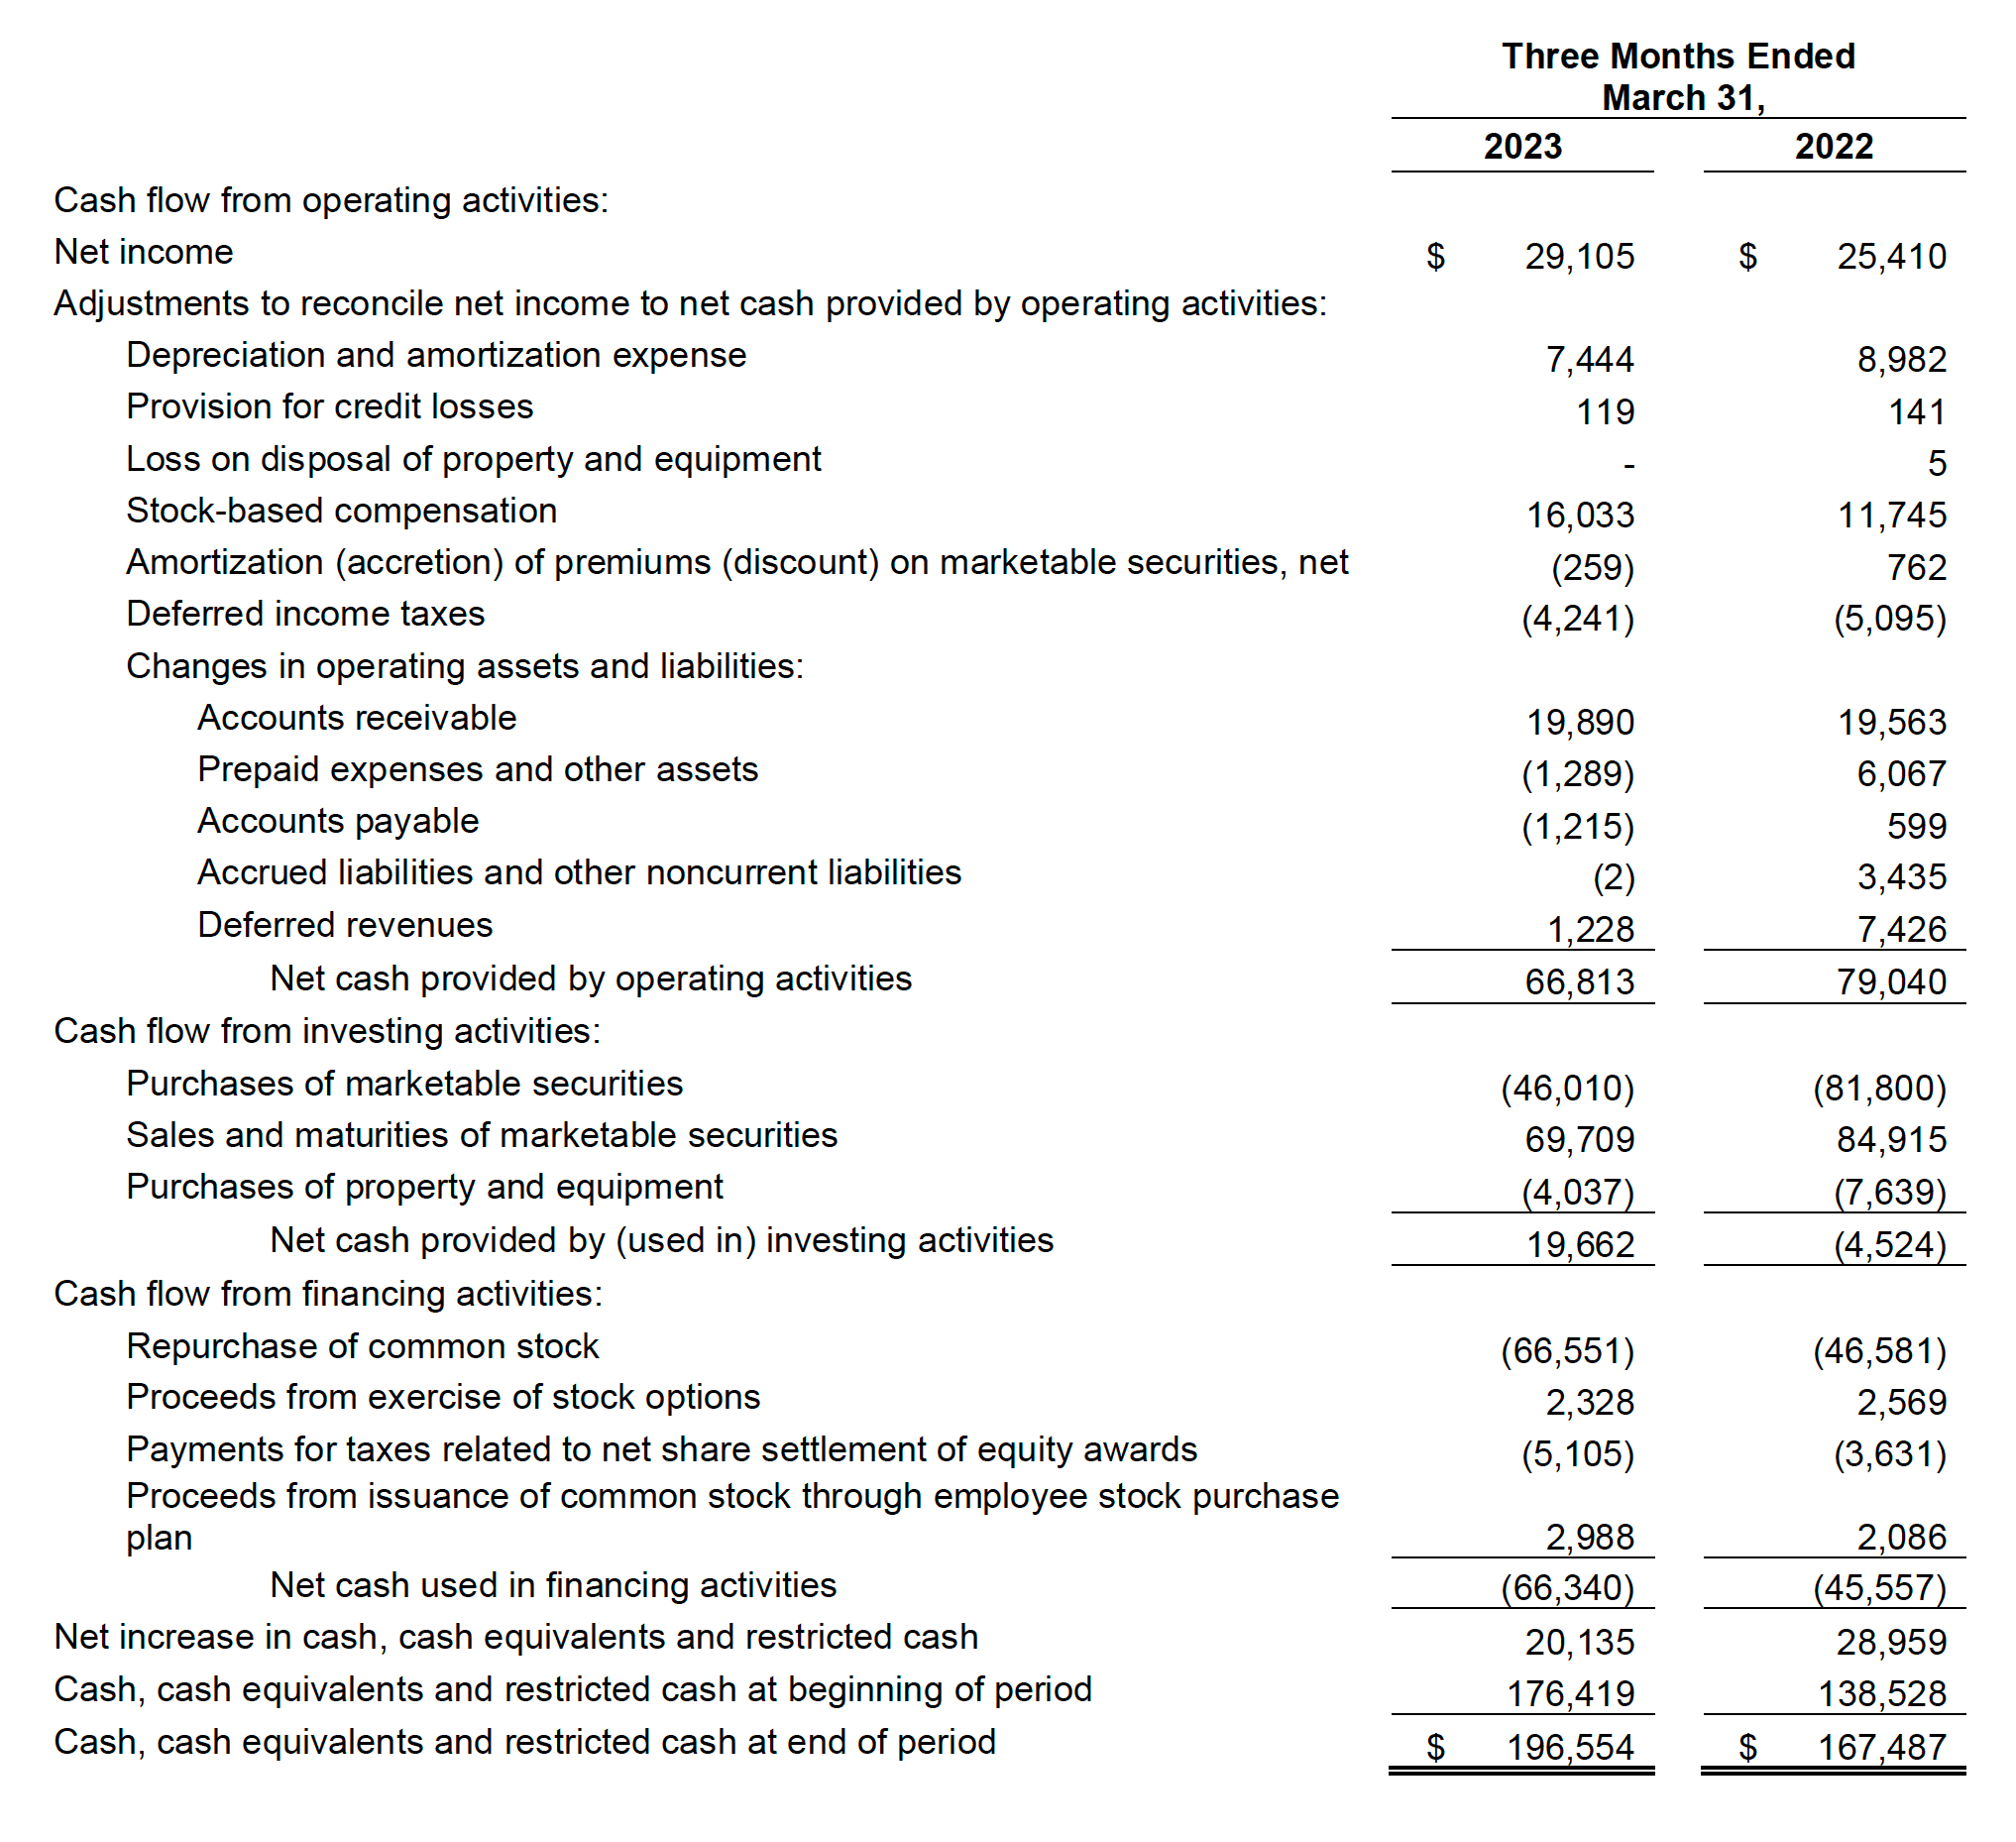 Three Months Ended
March 31,
2023 2022
Cash flow from operating activities:
Net income $ 29,105 $ 25,410
Adjustments to reconcile net income to net cash provided by operating activities:
Depreciation and amortization expense 7,444 8,982
Provision for credit losses 119 141
Loss on disposal of property and equipment - 5
Stock-based compensation 16,033 11,745
Amortization (accretion) of premiums (discount) on marketable securities, net (259) 762
Deferred income taxes (4,241) (5,095)
Changes in operating assets and liabilities:
Accounts receivable 19,890 19,563
Prepaid expenses and other assets (1,289) 6,067
Accounts payable (1,215) 599
Accrued liabilities and other noncurrent liabilities (2) 3,435
Deferred revenues 1,228 7,426
Net cash provided by operating activities 66,813 79,040
Cash flow from investing activities:
Purchases of marketable securities (46,010) (81,800)
Sales and maturities of marketable securities 69,709 84,915
Purchases of property and equipment (4,037) (7,639)
Net cash provided by (used in) investing activities 19,662 (4,524)
Cash flow from financing activities:
Repurchase of common stock (66,551) (46,581)
Proceeds from exercise of stock options 2,328 2,569
Payments for taxes related to net share settlement of equity awards (5,105) (3,631)
Proceeds from issuance of common stock through employee stock purchase
plan 2,988 2,086
Net cash used in financing activities (66,340) (45,557)
Net increase in cash, cash equivalents and restricted cash 20,135 28,959
Cash, cash equivalents and restricted cash at beginning of period 176,419 138,528
Cash, cash equivalents and restricted cash at end of period $ 196,554 $ 167,487